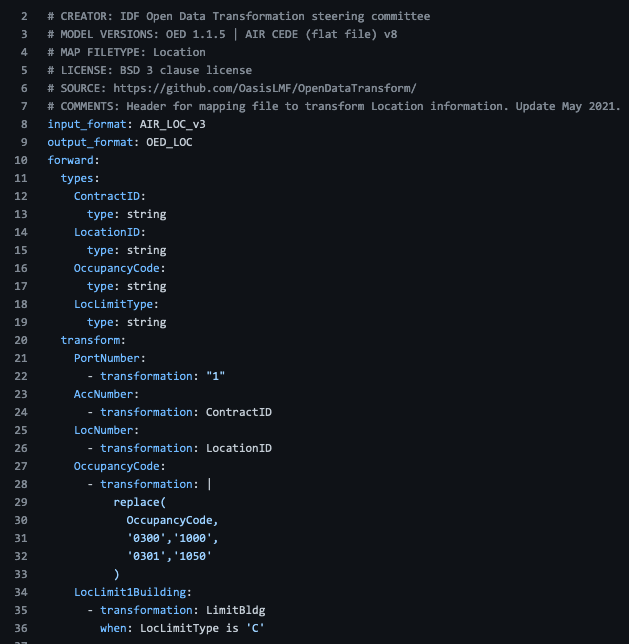 2 # CREATOR: IDF Open Data Transformation steering committee
3 # MODEL VERSIONS: OED 1.1.5 | AIR CEDE (flat file) v8
4 # MAP FILETYPE: Location
5 # LICENSE: BSD 3 clause license
6 # SOURCE: https://github.com/OasisLMF/OpenDataTransform/
7 # COMMENTS: Header for mapping file to transform Location information. Update May 2021.
8 input_format: AIR_LOC_v3
9 output_format: OED_LOC
10 forward:
11   types:
12     ContractID:
13       type: string
14     LocationID:
15       type: string
16     OccupancyCode:
17       type: string
18     LocLimitType:
19       type: string
20   transform:
21     PortNumber:
22       - transformation: "1"
23     AccNumber:
24       - transformation: ContractID
25     LocNumber:
26       - transformation: LocationID
27     OccupancyCode:
28       - transformation: |
29           replace(
30             OccupancyCode,
31             '0300','1000',
32             '0301','1050'
33           )
34     LocLimit1Building:
35       - transformation: LimitBldg
36         when: LocLimitType is 'C'